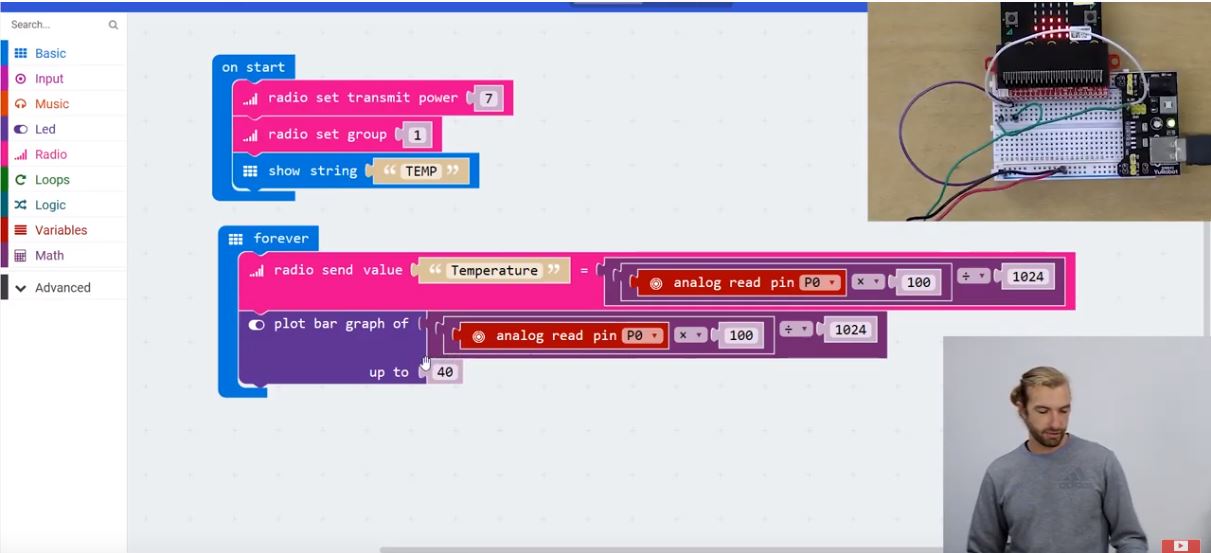 Search...
Basic
Input
Music
Led
Radio
Loops
Logic
Variables
Math
Advanced
on start
radio set transmit power 7
radio set group 1
show string “ TEMP ”
forever
radio send value “ Temperature ” = analog read pin P0 × 100 ÷ 1024
plot bar graph of analog read pin P0 × 100 ÷ 1024
up to 40
adidas